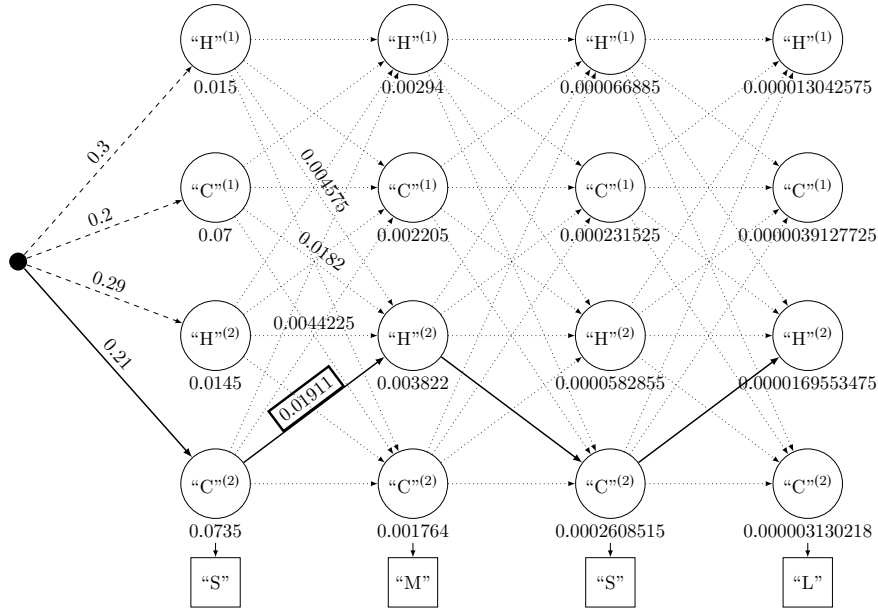 “H”(1) “H”(1) “H”(1) “H”(1)
0.015 0.00294 0.000066885 0.000013042575
0.3
0.004575
“C”(1) “C”(1) “C”(1) “C”(1)
0.2
0.07 0.002205 0.000231525 0.0000039127725
0.0182
0.29
0.0044225
“H”(2) “H”(2) “H”(2) “H”(2)
0.21
0.0145 0.003822 0.0000582855 0.0000169553475
0.01911
“C”(2) “C”(2) “C”(2) “C”(2)
0.0735 0.001764 0.0002608515 0.000003130218
“S” “M” “S” “L”